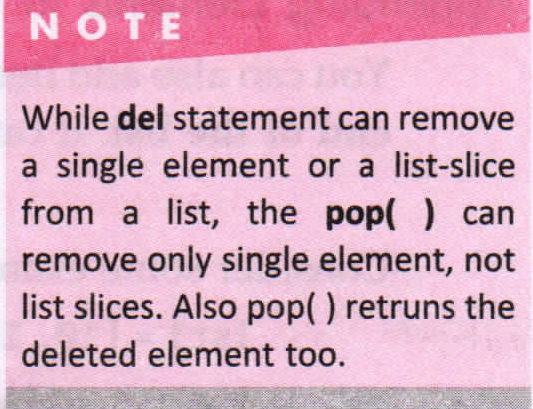 NOTE
While del statement can remove
a single element or a list-slice
from a list, the pop( ) can
remove only single element, not
list slices. Also pop( ) retruns the
deleted element too.